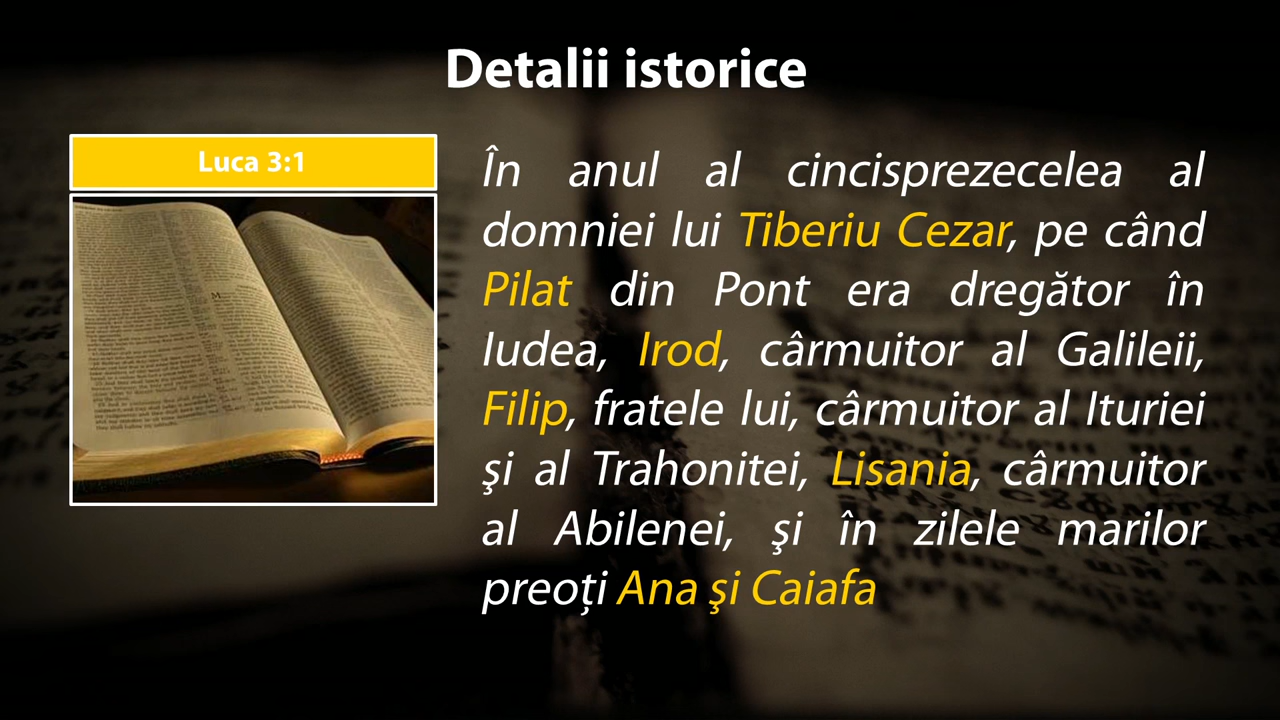 Detalii istorice
Luca 3:1
În anul al cincisprezecelea al
domniei lui Tiberiu Cezar, pe când
Pilat din Pont era dregător în
Iudea, Irod, cârmuitor al Galileii,
Filip, fratele lui, cârmuitor al Ituriei
şi al Trahonitei, Lisania, cârmuitor
al Abilenei, şi în zilele marilor
preoți Ana şi Caiafa